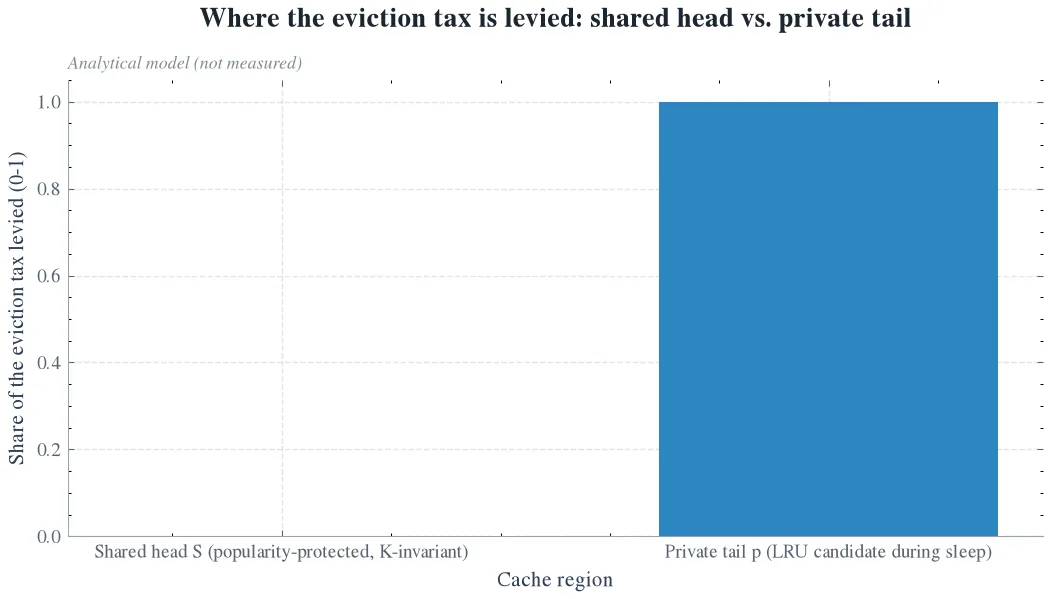 Where the eviction tax is levied: shared head vs. private tail
Analytical model (not measured)
Share of the eviction tax levied (0-1)
1.0
0.8
0.6
0.4
0.2
0.0
Shared head S (popularity-protected, K-invariant)
Private tail p (LRU candidate during sleep)
Cache region